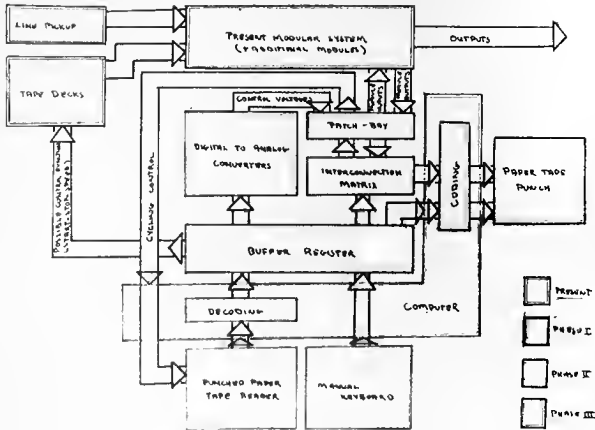 LINE PICKUP
PRESENT MODULAR SYSTEM
(+ADDITIONAL MODULES)
OUTPUTS
TAPE DECKS
CONTROL VOLTAGES
DIGITAL TO ANALOG
CONVERTERS
PATCH-BAY
INTERCONNECTION
MATRIX
CODING
PAPER TAPE
PUNCH
CYCLING CONTROL
BUFFER REGISTER
COMPUTER
DECODING
PUNCHED PAPER
TAPE READER
MANUAL
KEYBOARD
PRESENT
PHASE I
PHASE II
PHASE III